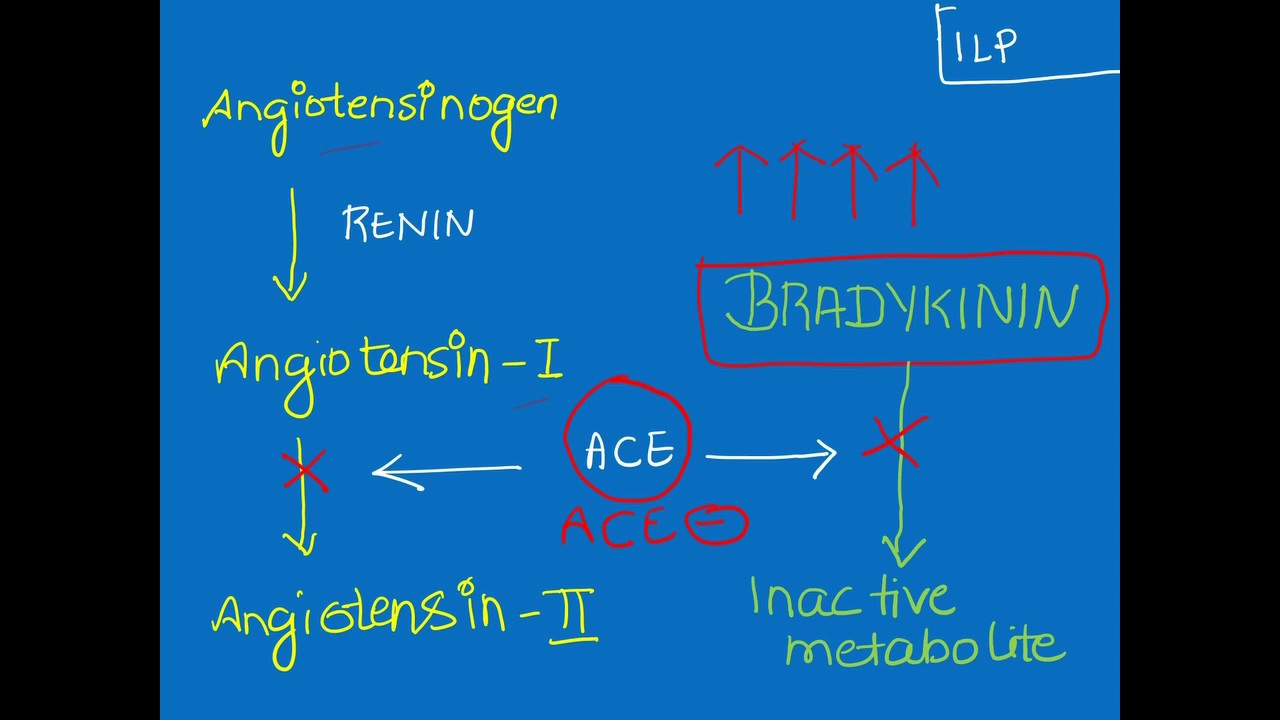 ILP
Angiotensinogen
RENIN
Angiotensin-I
ACE
ACE -
Angiotensin-II
BRADYKININ
Inactive
metabolite